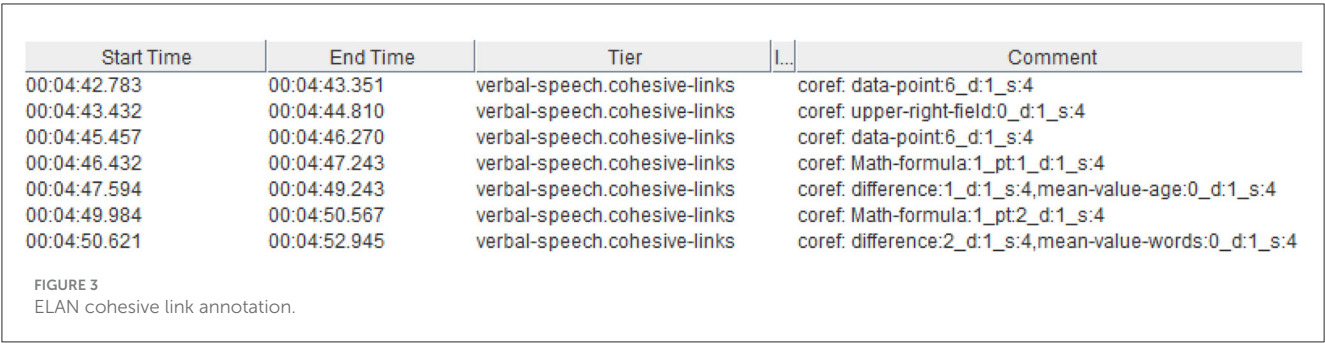 Start Time End Time Tier I... Comment
00:04:42.783 00:04:43.351 verbal-speech.cohesive-links coref: data-point:6_d:1_s:4
00:04:43.432 00:04:44.810 verbal-speech.cohesive-links coref: upper-right-field:0_d:1_s:4
00:04:45.457 00:04:46.270 verbal-speech.cohesive-links coref: data-point:6_d:1_s:4
00:04:46.432 00:04:47.243 verbal-speech.cohesive-links coref: Math-formula:1_pt:1_d:1_s:4
00:04:47.594 00:04:49.243 verbal-speech.cohesive-links coref: difference:1_d:1_s:4,mean-value-age:0_d:1_s:4
00:04:49.984 00:04:50.567 verbal-speech.cohesive-links coref: Math-formula:1_pt:2_d:1_s:4
00:04:50.621 00:04:52.945 verbal-speech.cohesive-links coref: difference:2_d:1_s:4,mean-value-words:0_d:1_s:4
FIGURE 3
ELAN cohesive link annotation.